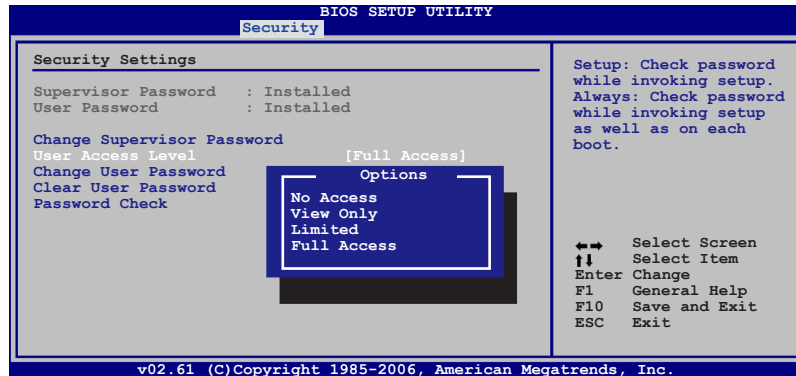 BIOS SETUP UTILITY
Security
Security Settings
Supervisor Password : Installed
User Password : Installed
Change Supervisor Password
User Access Level [Full Access]
Change User Password
Clear User Password
Password Check
Options
No Access
View Only
Limited
Full Access
Setup: Check password
while invoking setup.
Always: Check password
while invoking setup
as well as on each
boot.
←→ Select Screen
↑↓ Select Item
Enter Change
F1 General Help
F10 Save and Exit
ESC Exit
v02.61 (C)Copyright 1985-2006, American Megatrends, Inc.